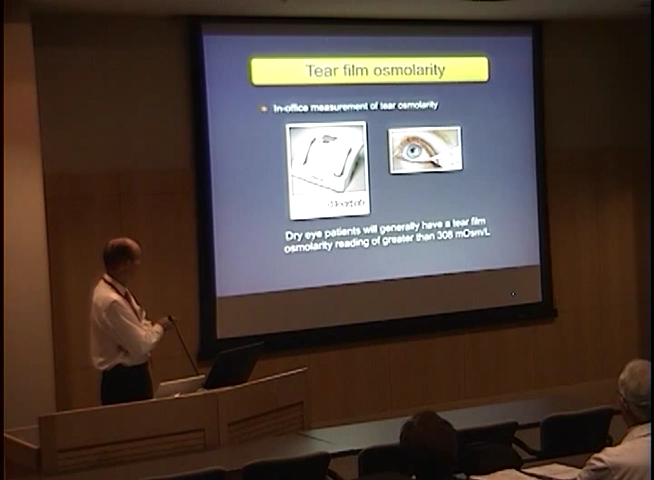 Tear film osmolarity
In-office measurement of tear osmolarity
Dry eye patients will generally have a tear film
osmolarity reading of greater than 308 mOsm/L